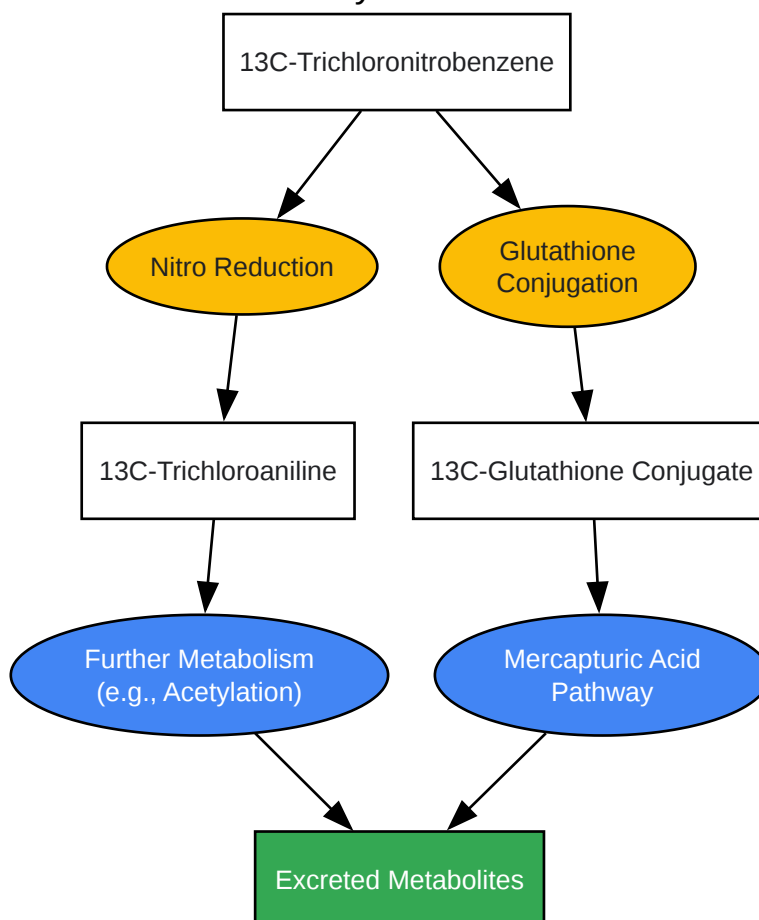 13C-Trichloronitrobenzene
Nitro Reduction
Glutathione
Conjugation
13C-Trichloroaniline
13C-Glutathione Conjugate
Further Metabolism
(e.g., Acetylation)
Mercapturic Acid
Pathway
Excreted Metabolites